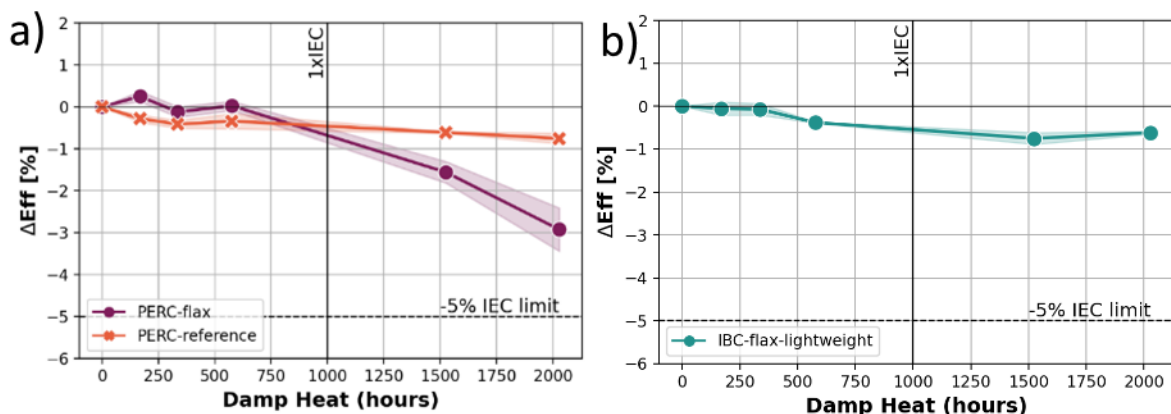 a)
2
1
0
−1
−2
−3
−4
−5
−6
ΔEff [%]
1xIEC
-5% IEC limit
PERC-flax
PERC-reference
0 250 500 750 1000 1250 1500 1750 2000
Damp Heat (hours)
b)
2
1
0
−1
−2
−3
−4
−5
−6
ΔEff [%]
1xIEC
-5% IEC limit
IBC-flax-lightweight
0 250 500 750 1000 1250 1500 1750 2000
Damp Heat (hours)